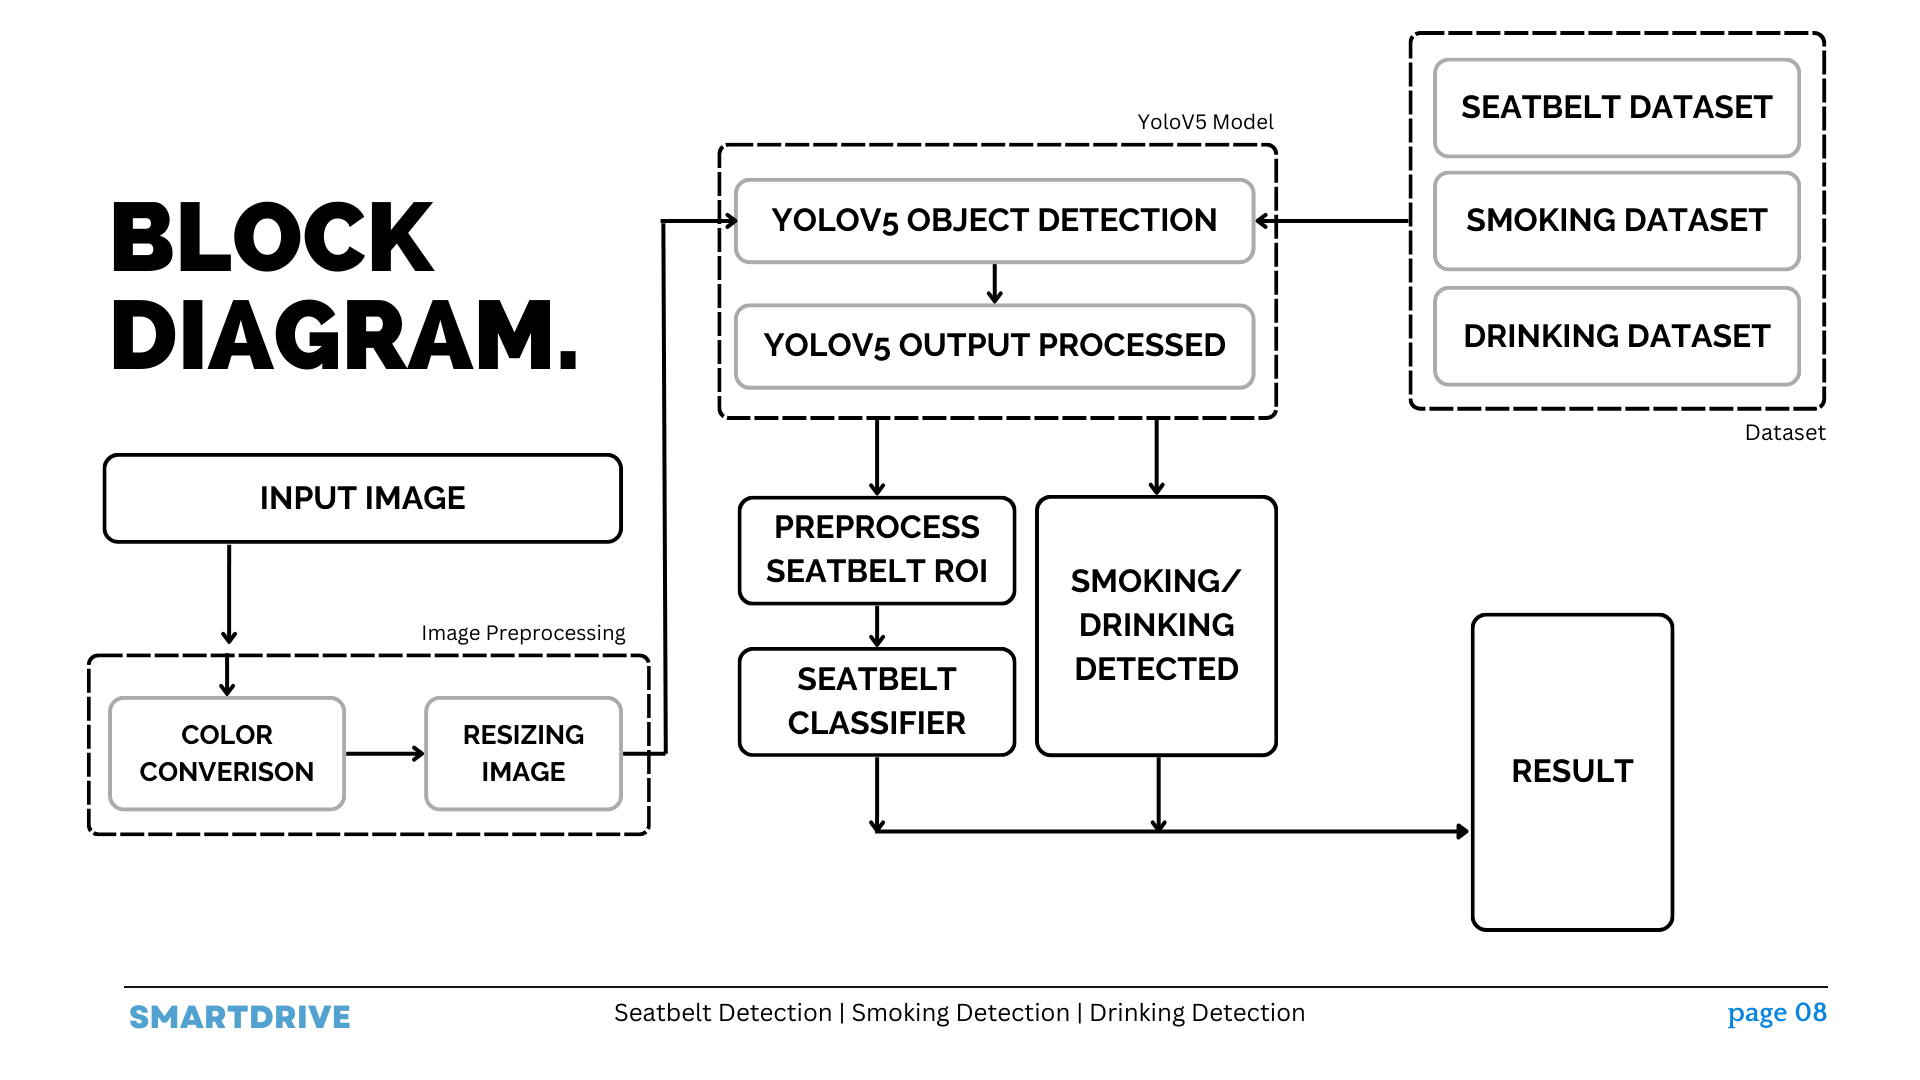 BLOCK
DIAGRAM.
INPUT IMAGE
Image Preprocessing
COLOR
CONVERISON
RESIZING
IMAGE
YoloV5 Model
YOLOV5 OBJECT DETECTION
YOLOV5 OUTPUT PROCESSED
SEATBELT DATASET
SMOKING DATASET
DRINKING DATASET
Dataset
PREPROCESS
SEATBELT ROI
SEATBELT
CLASSIFIER
SMOKING/
DRINKING
DETECTED
RESULT
SMARTDRIVE
Seatbelt Detection | Smoking Detection | Drinking Detection
page 08